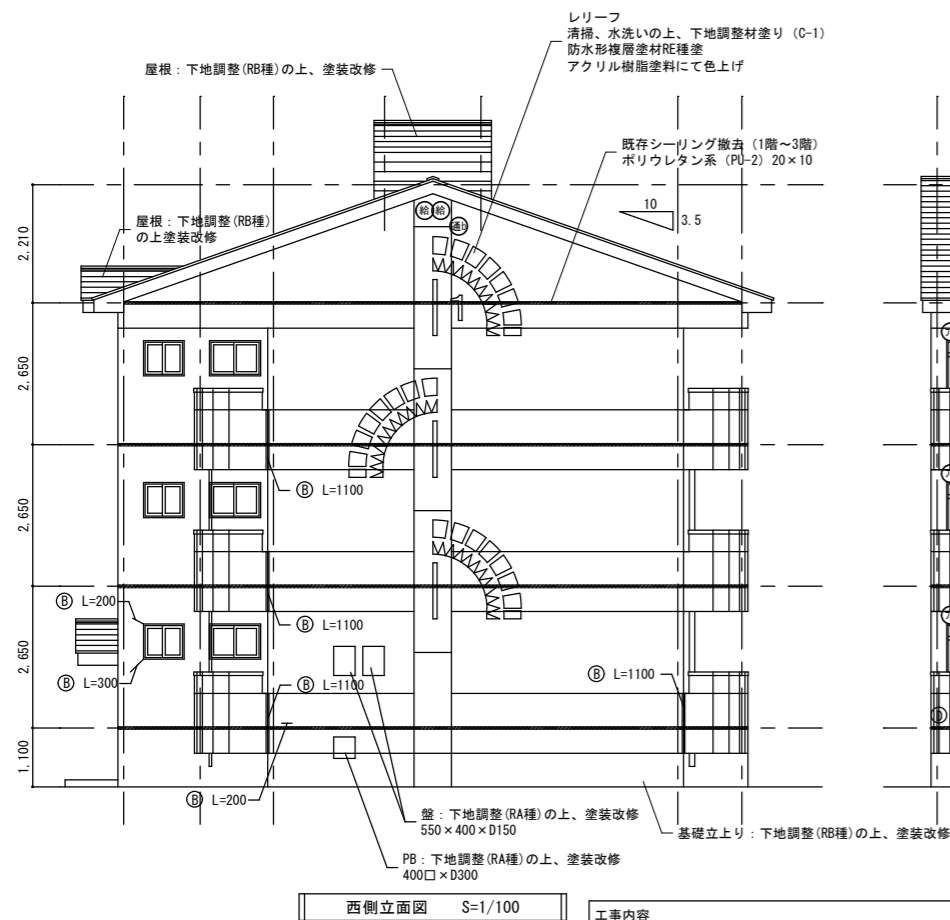 レリーフ
清掃、水洗いの上、下地調整材塗り (C-1)
防水形複層塗材RE種塗
アクリル樹脂塗料にて色上げ
屋根：下地調整(RB種)の上、塗装改修
既存シーリング撤去 (1階～3階)
ポリウレタン系 (PU-2) 20×10
屋根：下地調整(RB種)
の上塗装改修
給 給
通b
10
3.5
2,210
2,650
Ⓑ L=1100
2,650
Ⓑ L=200
Ⓑ L=1100
2,650
Ⓑ L=300
Ⓑ L=1100
Ⓑ L=1100
1,100
Ⓑ L=200
盤：下地調整(RA種)の上、塗装改修
550×400×D150
基礎立上り：下地調整(RB種)の上、塗装改修
PB：下地調整(RA種)の上、塗装改修
400□×D300
西側立面図 S=1/100
工事内容